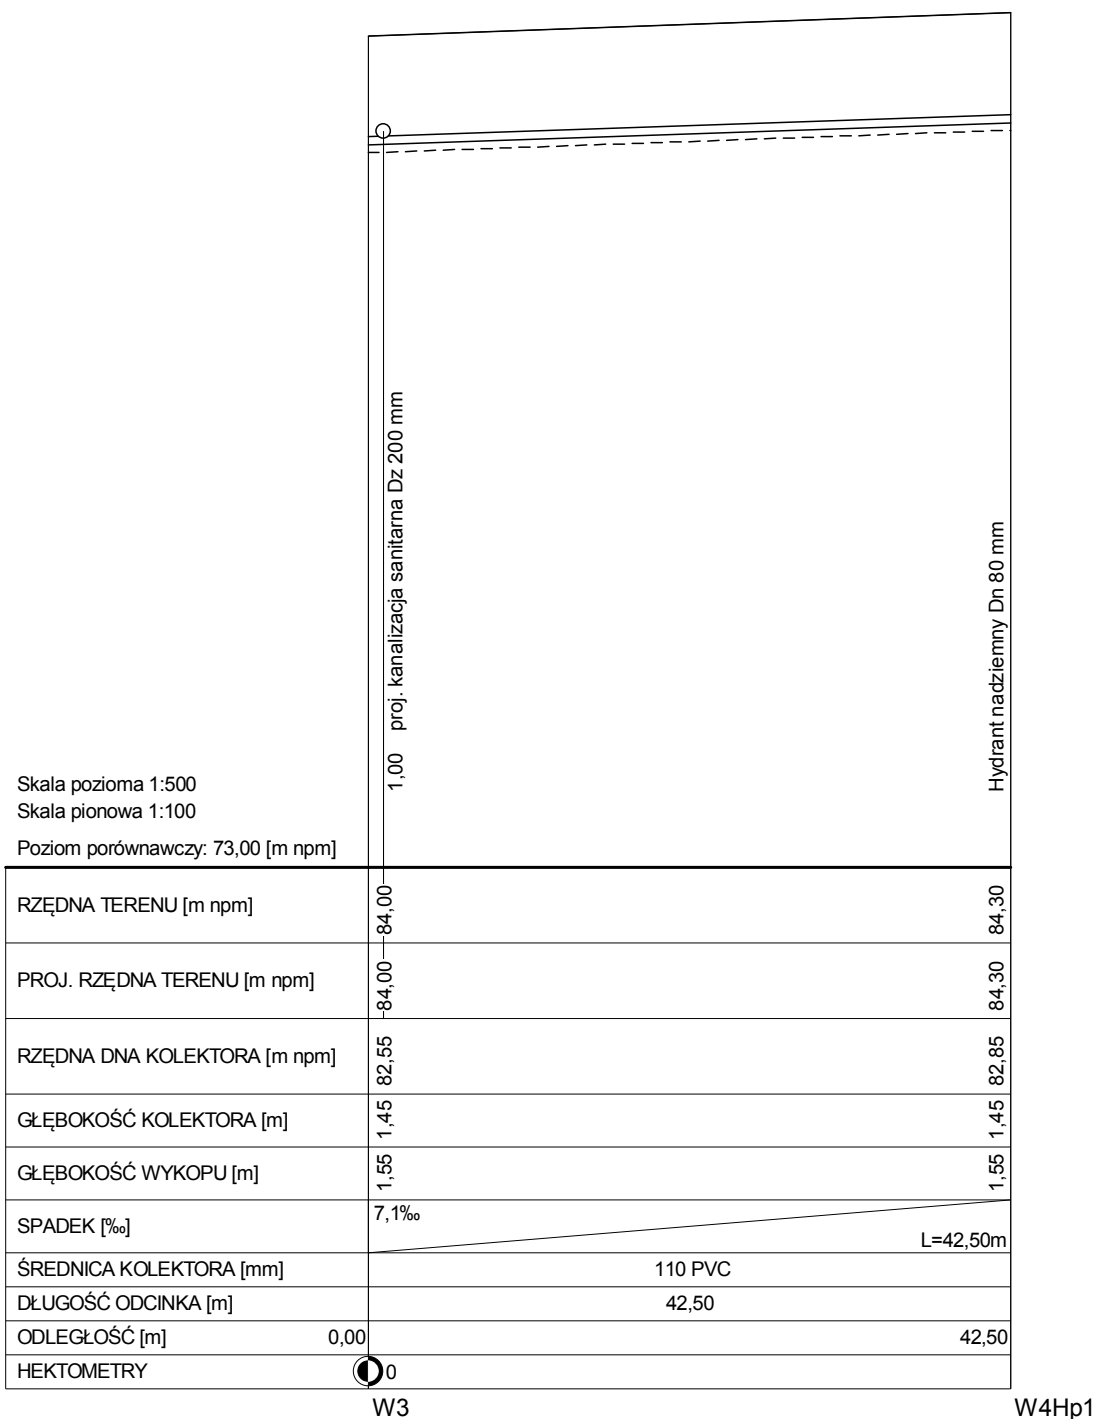 1,00 proj. kanalizacja sanitarna Dz 200 mm
Hydrant nadziemny Dn 80 mm
Skala pozioma 1:500
Skala pionowa 1:100
Poziom porównawczy: 73,00 [m npm]
RZĘDNA TERENU [m npm] 84,00 84,30
PROJ. RZĘDNA TERENU [m npm] 84,00 84,30
RZĘDNA DNA KOLEKTORA [m npm] 82,55 82,85
GŁĘBOKOŚĆ KOLEKTORA [m] 1,45 1,45
GŁĘBOKOŚĆ WYKOPU [m] 1,55 1,55
SPADEK [‰] 7,1‰ L=42,50m
ŚREDNICA KOLEKTORA [mm] 110 PVC
DŁUGOŚĆ ODCINKA [m] 42,50
ODLEGŁOŚĆ [m] 0,00 42,50
HEKTOMETRY 0
W3 W4Hp1